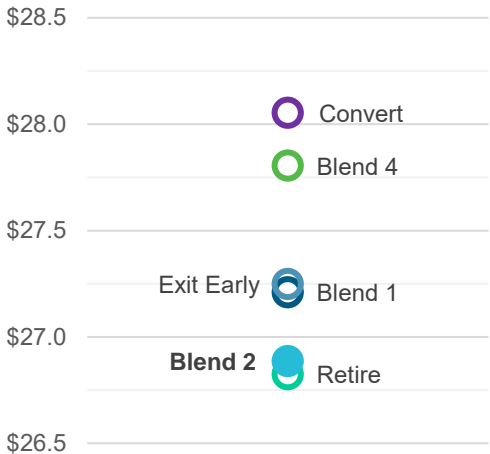 $28.5
Convert
$28.0
Blend 4
$27.5
Exit Early
Blend 1
$27.0
Blend 2
Retire
$26.5